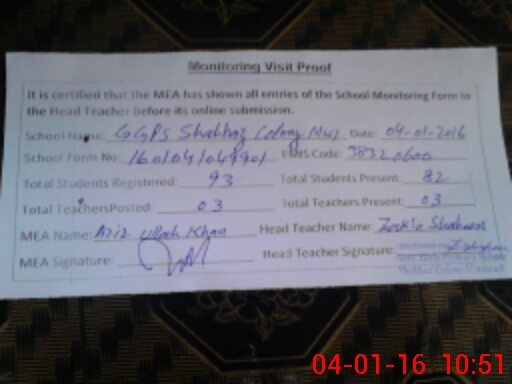 Monitoring Visit Proof
It is certified that the MEA has shown all entries of the School Monitoring Form to
the Head Teacher before its online submission.
School Name: GGPS Shahbaz Colony Mwi Date: 04-01-2016
School Form No: EMIS Code: 38320600
Total Students Registered: 93 Total Students Present: 82
Total Teachers Posted: 03 Total Teachers Present: 03
MEA Name: Aziz Ullah Khan Head Teacher Name: Shaheen
MEA Signature: Head Teacher Signature:
04-01-16 10:51